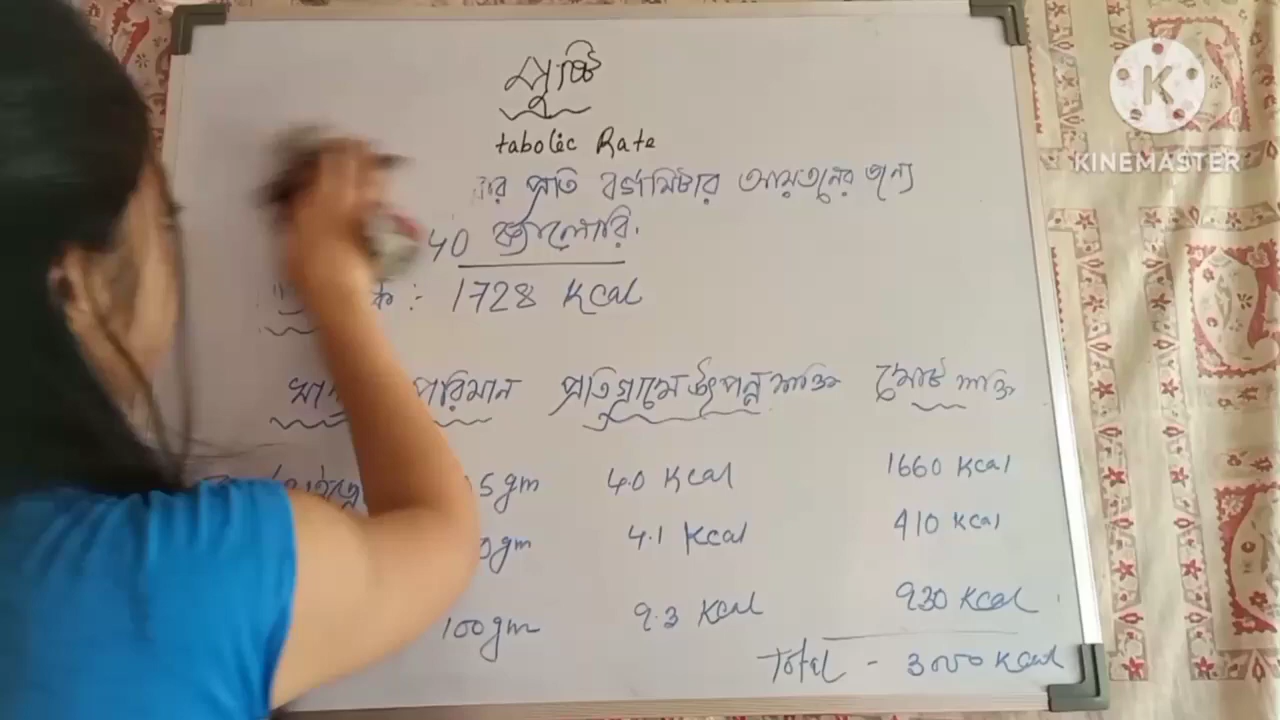 পুষ্টি
tabolic Rate
প্রতি বর্গমিটার আয়তনের জন্য
40 ক্যালোরি.
: 1728 Kcal
পরিমান প্রতিগ্রামে উৎপন্ন শক্তি মোট শক্তি
5gm 4.0 Kcal 1660 Kcal
0gm 4.1 Kcal 410 Kcal
100gm 9.3 Kcal 930 Kcal
Total - 3000 Kcal
K
KINEMASTER